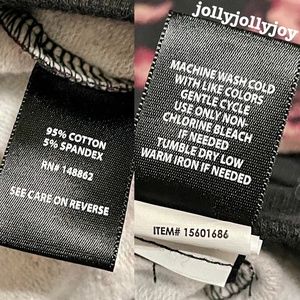 jollyjollyjoy
95% COTTON
5% SPANDEX
RN# 148862
SEE CARE ON REVERSE
MACHINE WASH COLD
WITH LIKE COLORS
GENTLE CYCLE
USE ONLY NON-
CHLORINE BLEACH
IF NEEDED
TUMBLE DRY LOW
WARM IRON IF NEEDED
ITEM# 15601686